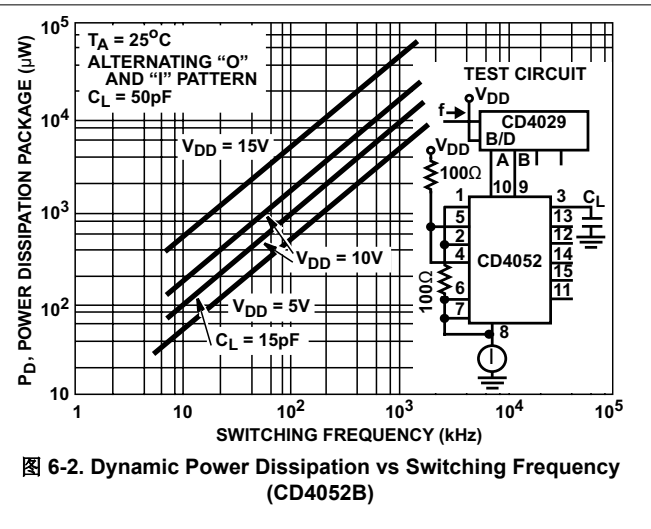 10⁵
10⁴
10³
10²
10
P_D, POWER DISSIPATION PACKAGE (µW)
T_A = 25°C
ALTERNATING “O”
AND “I” PATTERN
C_L = 50pF
V_DD = 15V
V_DD = 10V
V_DD = 5V
C_L = 15pF
TEST CIRCUIT
V_DD
f
CD4029
B/D
A B
V_DD
100Ω
10 9
1
5
2
4
6
7
8
CD4052
3
13
12
14
15
11
C_L
100Ω
I
1
10
10²
10³
10⁴
10⁵
SWITCHING FREQUENCY (kHz)
图 6-2. Dynamic Power Dissipation vs Switching Frequency
(CD4052B)